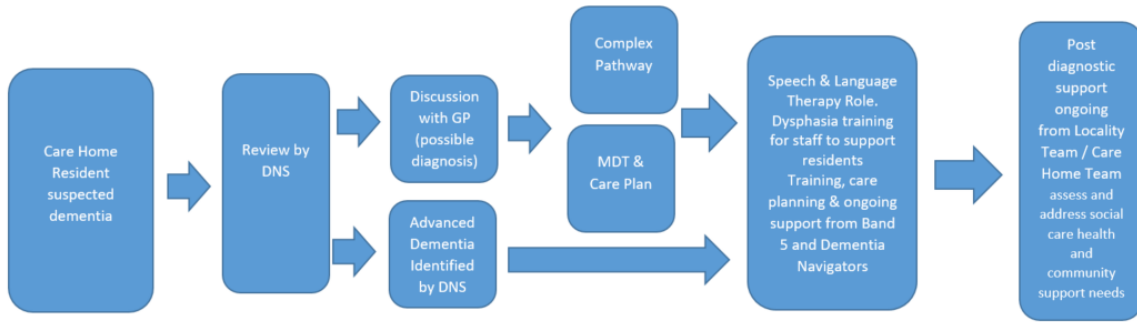 Care Home
Resident
suspected
dementia
Review by
DNS
Discussion
with GP
(possible
diagnosis)
Advanced
Dementia
Identified
by DNS
Complex
Pathway
MDT &
Care Plan
Speech & Language
Therapy Role.
Dysphasia training
for staff to support
residents
Training, care
planning & ongoing
support from Band
5 and Dementia
Navigators
Post
diagnostic
support
ongoing
from Locality
Team / Care
Home Team
assess and
address social
care health
and
community
support needs